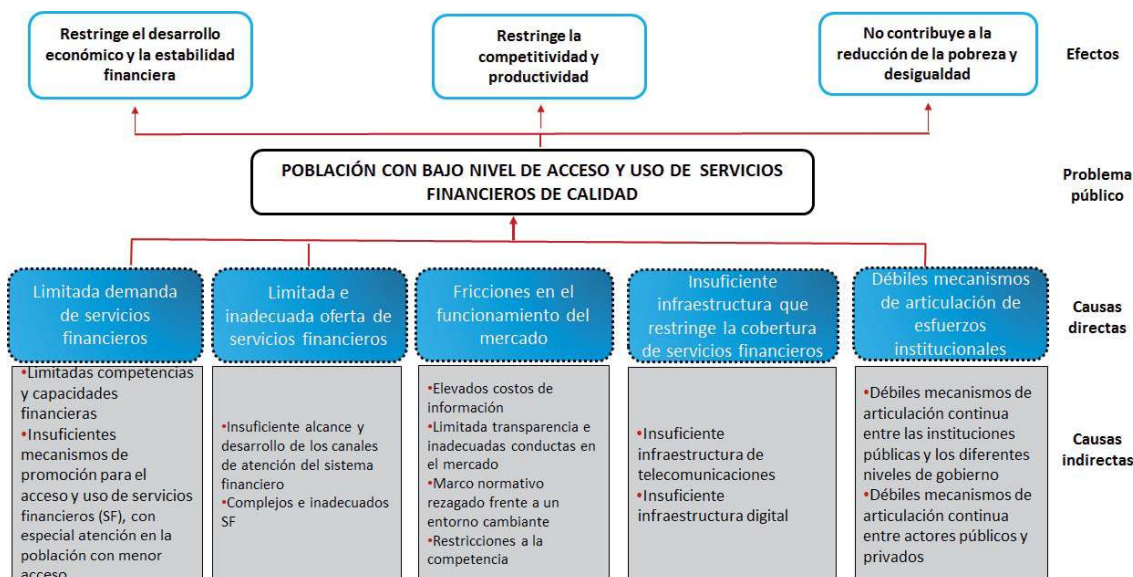 Restringe el desarrollo
económico y la estabilidad
financiera
Restringe la
competitividad y
productividad
No contribuye a la
reducción de la pobreza y
desigualdad
Efectos
POBLACIÓN CON BAJO NIVEL DE ACCESO Y USO DE SERVICIOS
FINANCIEROS DE CALIDAD
Problema
público
Limitada demanda
de servicios
financieros
Limitada e
inadecuada oferta de
servicios financieros
Fricciones en el
funcionamiento del
mercado
Insuficiente
infraestructura que
restringe la cobertura
de servicios financieros
Débiles mecanismos
de articulación de
esfuerzos
institucionales
Causas
directas
•Limitadas competencias
y capacidades
financieras
•Insuficientes
mecanismos de
promoción para el
acceso y uso de servicios
financieros (SF), con
especial atención en la
población con menor
acceso
•Insuficiente alcance y
desarrollo de los canales
de atención del sistema
financiero
•Complejos e inadecuados
SF
•Elevados costos de
información
•Limitada transparencia e
inadecuadas conductas en
el mercado
•Marco normativo
rezagado frente a un
entorno cambiante
•Restricciones a la
competencia
•Insuficiente
infraestructura de
telecomunicaciones
•Insuficiente
infraestructura digital
•Débiles mecanismos de
articulación continua
entre las instituciones
públicas y los diferentes
niveles de gobierno
•Débiles mecanismos de
articulación continua
entre actores públicos y
privados
Causas
indirectas